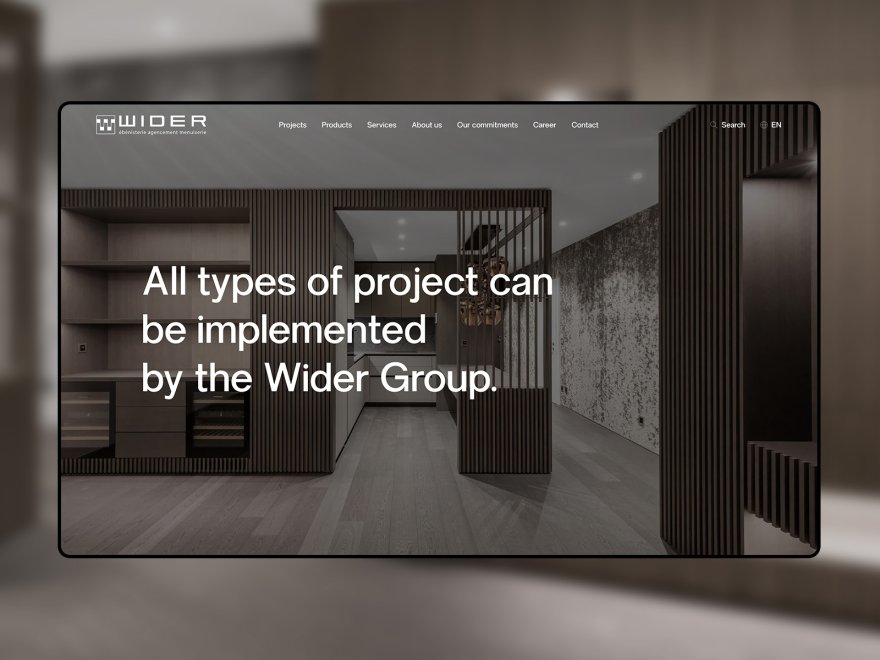 WIDER
ébénisterie agencement menuiserie
Projects Products Services About us Our commitments Career Contact
Search EN
All types of project can
be implemented
by the Wider Group.